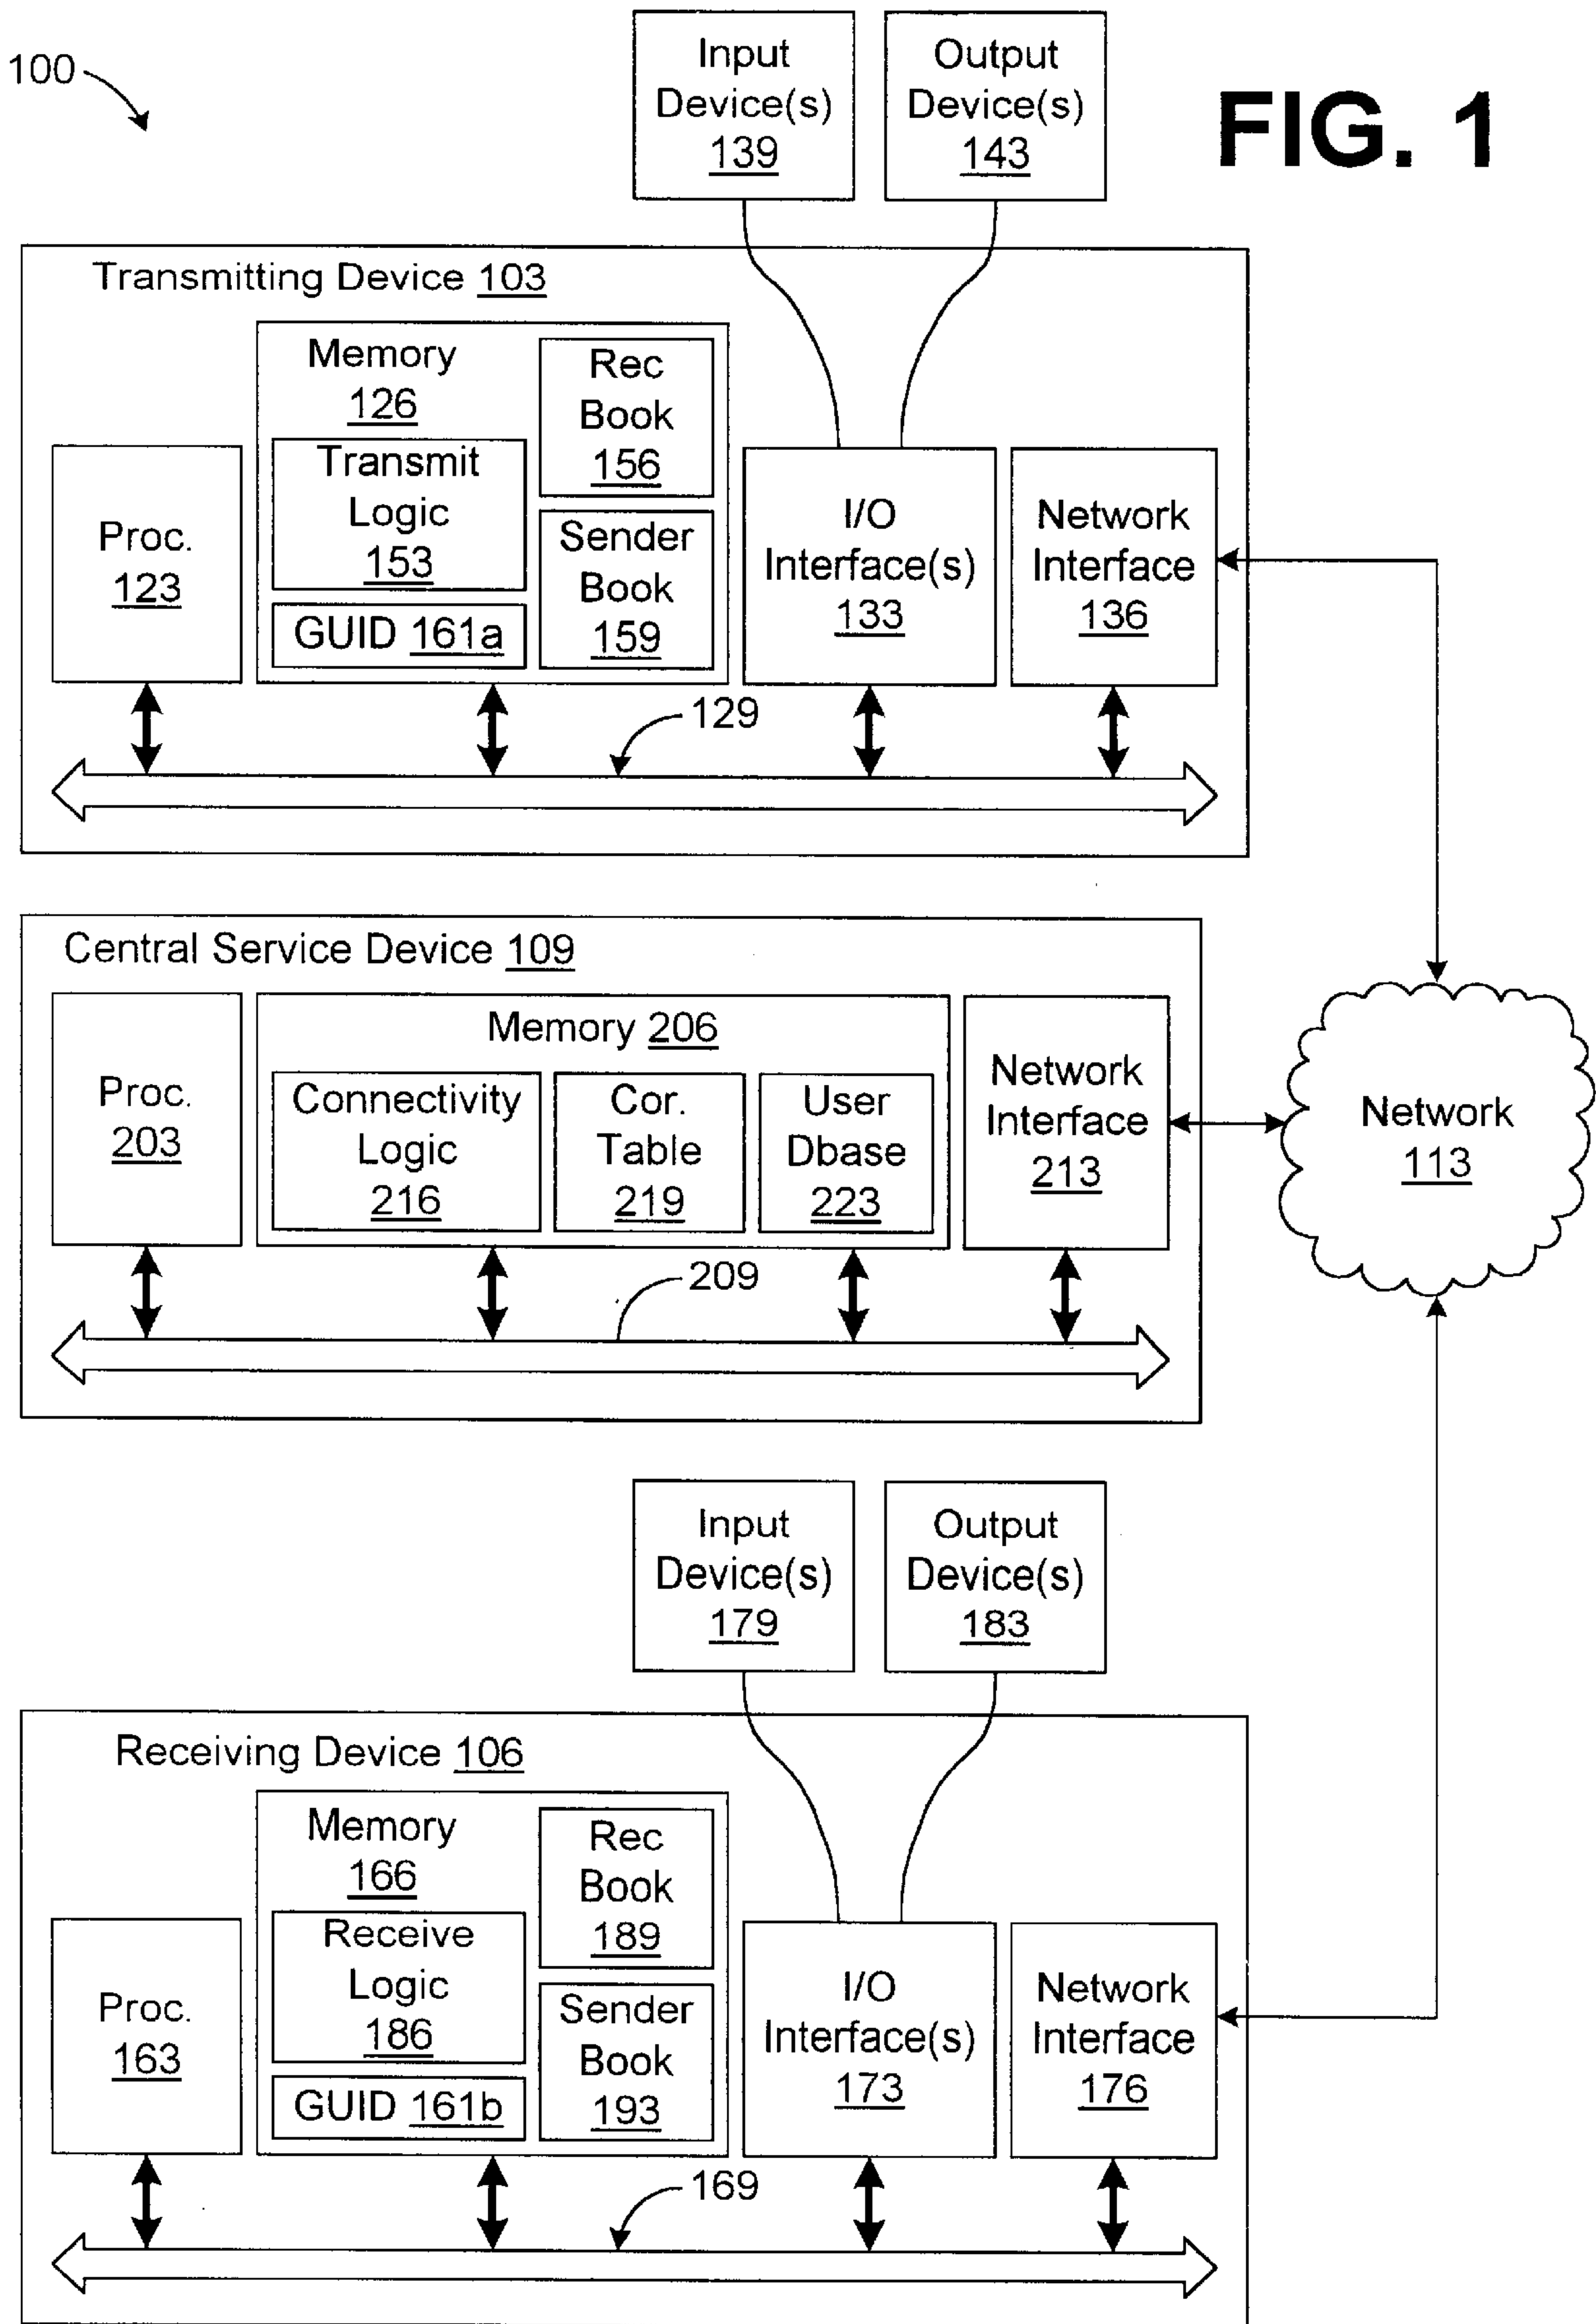 100
Input
Device(s)
139
Output
Device(s)
143
FIG. 1
Transmitting Device 103
Memory
126
Rec
Book
156
Transmit
Logic
153
Sender
Book
159
GUID 161a
Proc.
123
I/O
Interface(s)
133
Network
Interface
136
129
Central Service Device 109
Proc.
203
Memory 206
Connectivity
Logic
216
Cor.
Table
219
User
Dbase
223
Network
Interface
213
Network
113
209
Input
Device(s)
179
Output
Device(s)
183
Receiving Device 106
Memory
166
Rec
Book
189
Receive
Logic
186
Sender
Book
193
GUID 161b
Proc.
163
I/O
Interface(s)
173
Network
Interface
176
169